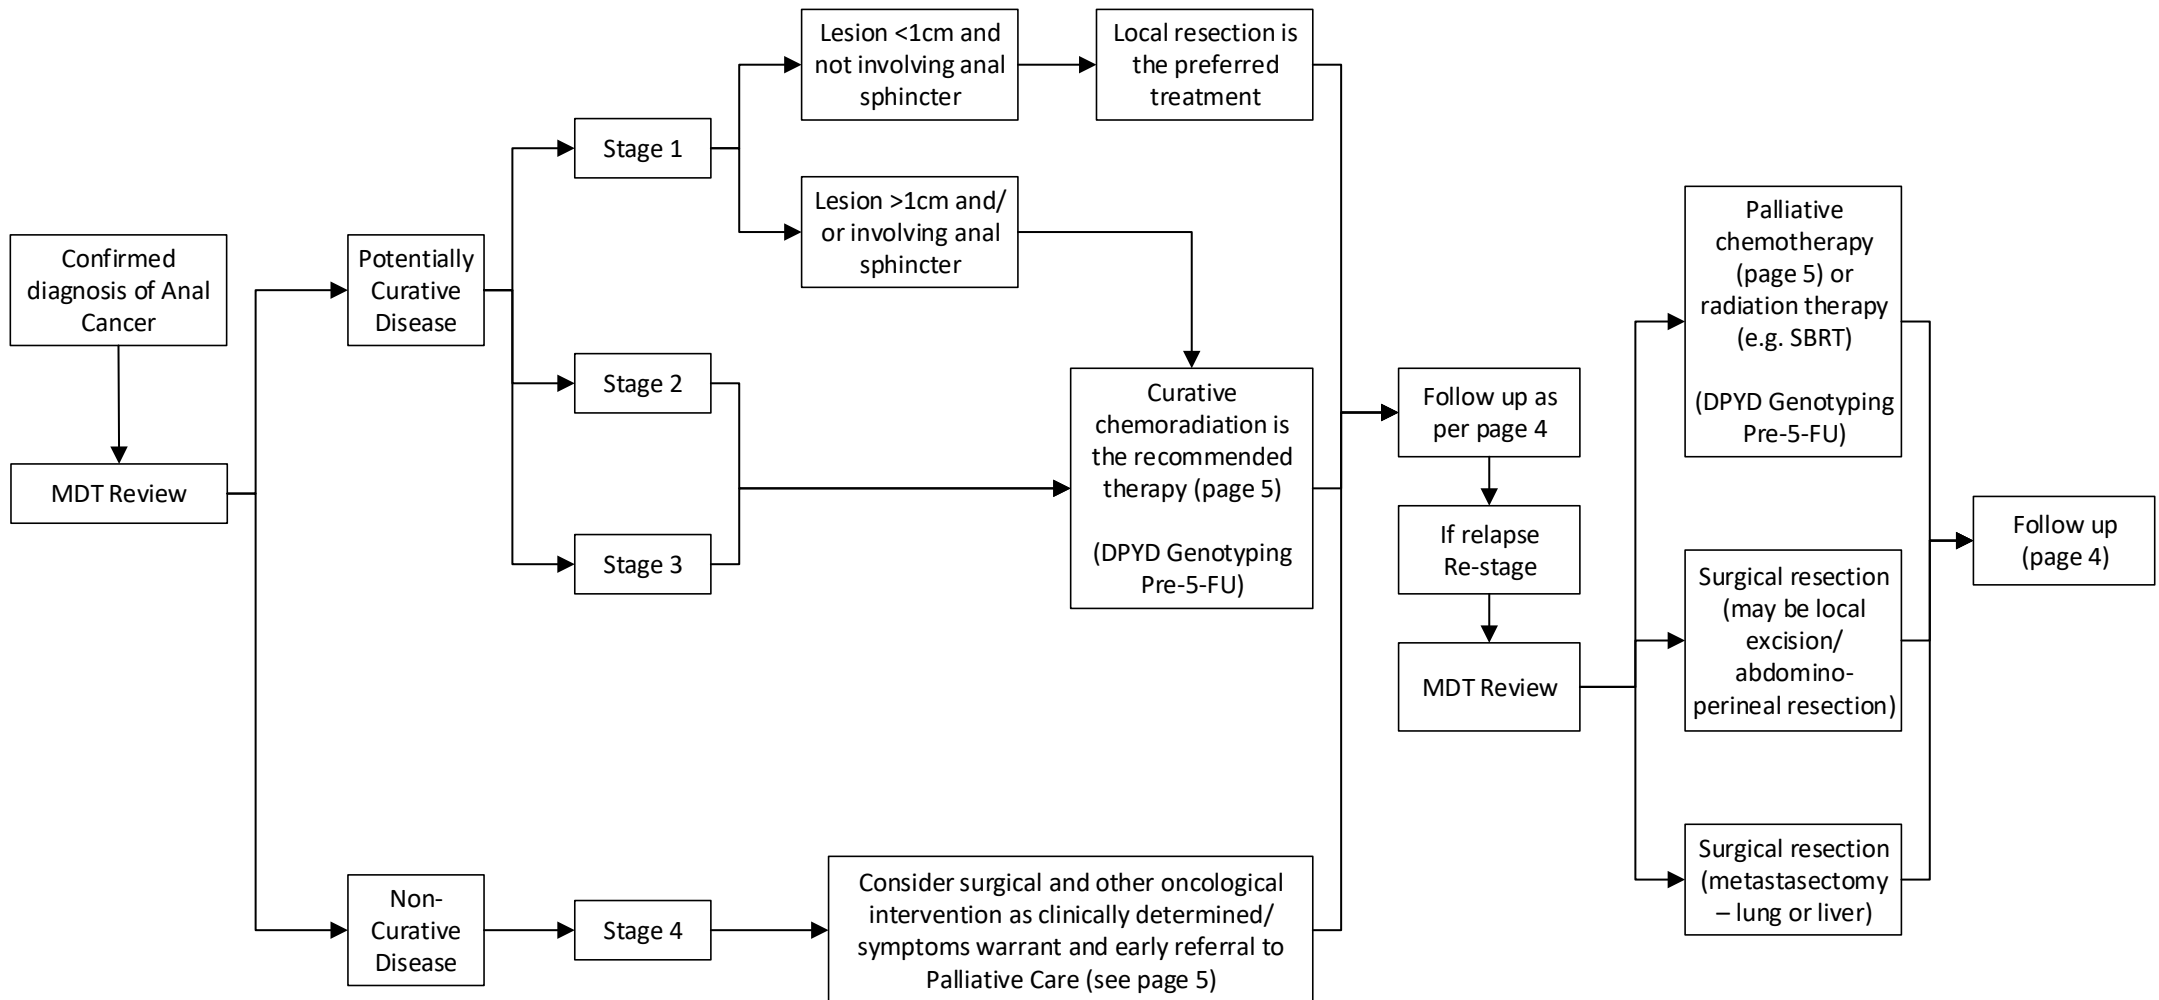 Confirmed
diagnosis of Anal
Cancer
MDT Review
Potentially
Curative
Disease
Stage 1
Lesion <1cm and
not involving anal
sphincter
Local resection is
the preferred
treatment
Lesion >1cm and/
or involving anal
sphincter
Stage 2
Stage 3
Curative
chemoradiation is
the recommended
therapy (page 5)
(DPYD Genotyping
Pre-5-FU)
Non-
Curative
Disease
Stage 4
Consider surgical and other oncological
intervention as clinically determined/
symptoms warrant and early referral to
Palliative Care (see page 5)
Follow up as
per page 4
If relapse
Re-stage
MDT Review
Palliative
chemotherapy
(page 5) or
radiation therapy
(e.g. SBRT)
(DPYD Genotyping
Pre-5-FU)
Surgical resection
(may be local
excision/
abdomino-
perineal resection)
Surgical resection
(metastasectomy
– lung or liver)
Follow up
(page 4)